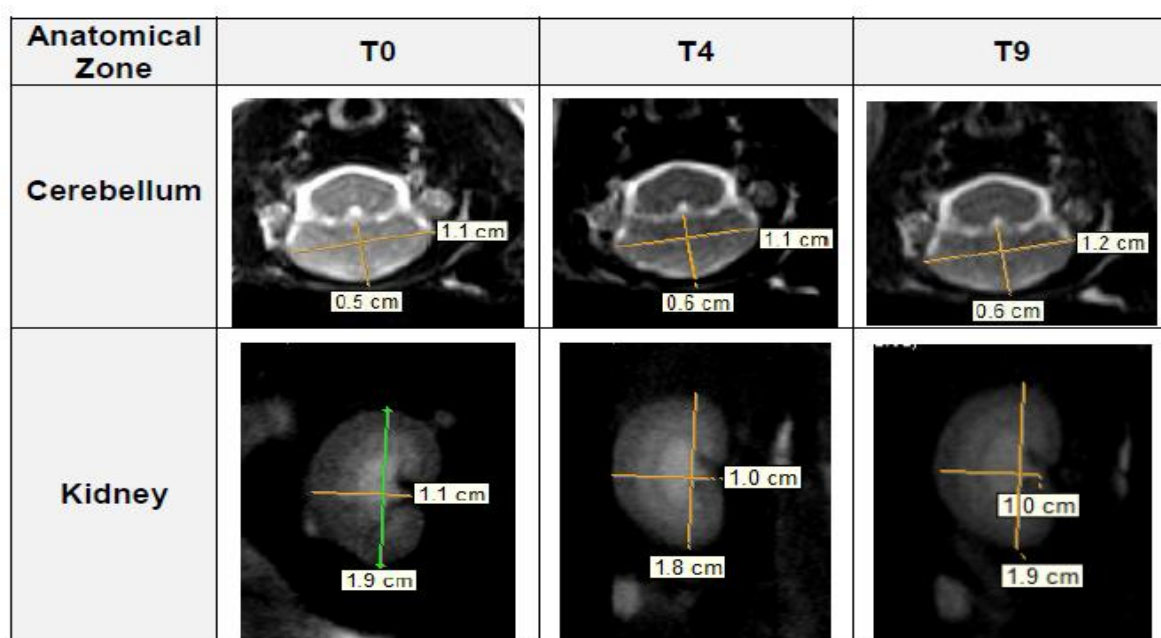 Anatomical Zone
T0
T4
T9
Cerebellum
1.1 cm
0.5 cm
1.1 cm
0.6 cm
1.2 cm
0.6 cm
Kidney
1.1 cm
1.9 cm
1.0 cm
1.8 cm
1.0 cm
1.9 cm